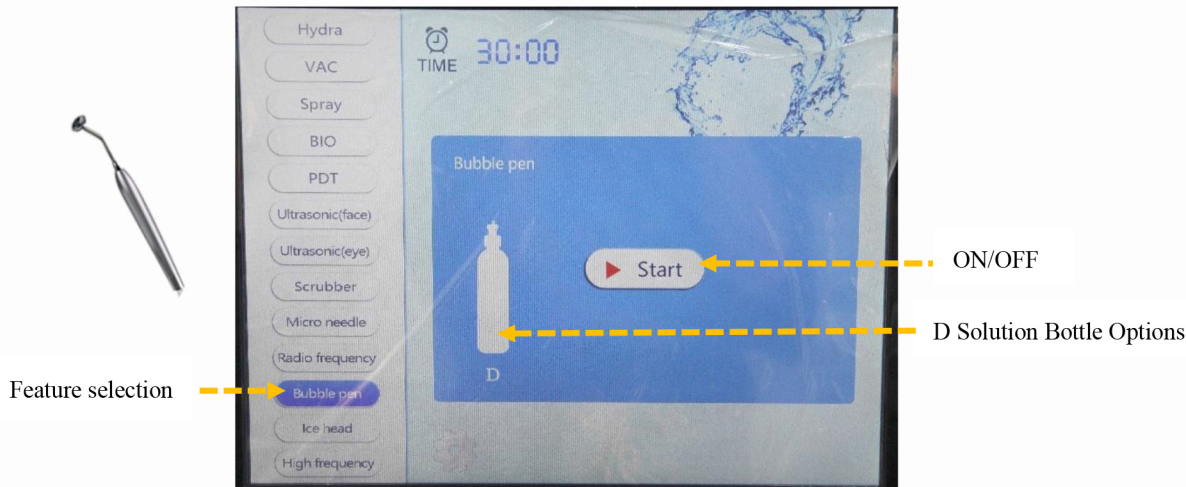 Hydra
VAC
Spray
BIO
PDT
Ultrasonic(face)
Ultrasonic(eye)
Scrubber
Micro needle
Radio frequency
Bubble pen
Ice head
High frequency
TIME 30:00
Bubble pen
Start
D
ON/OFF
D Solution Bottle Options
Feature selection